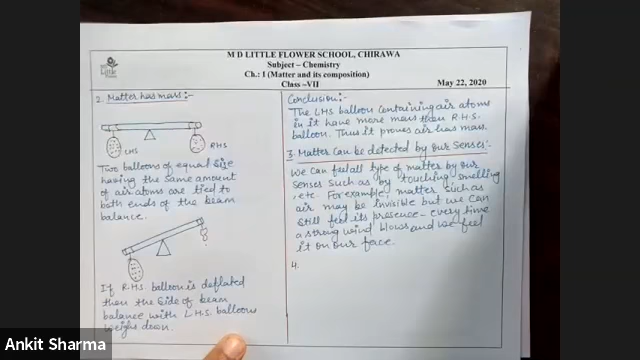 M D LITTLE FLOWER SCHOOL, CHIRAWA
Subject – Chemistry
Ch.: I (Matter and its composition)
Class –VII
May 22, 2020
2. Matter has mass:-
LHS
RHS
Two balloons of equal size
having the same amount
of air atoms are tied to
both ends of the beam
balance.
If R.H.S. balloon is deflated
then the side of beam
balance with L.H.S. balloons
weighs down.
Conclusion:-
The LHS balloon containing air atoms
in it have more mass than R.H.S.
balloon. Thus it proves air has mass.
3. Matter Can be detected by our Senses:-
We can feel all type of matter by our
senses such as by touching smelling
, etc. For example, matter such as
air may be invisible but we can
still feel its presence – every time
a strong wind blows and we feel
it on our face.
4.
Ankit Sharma